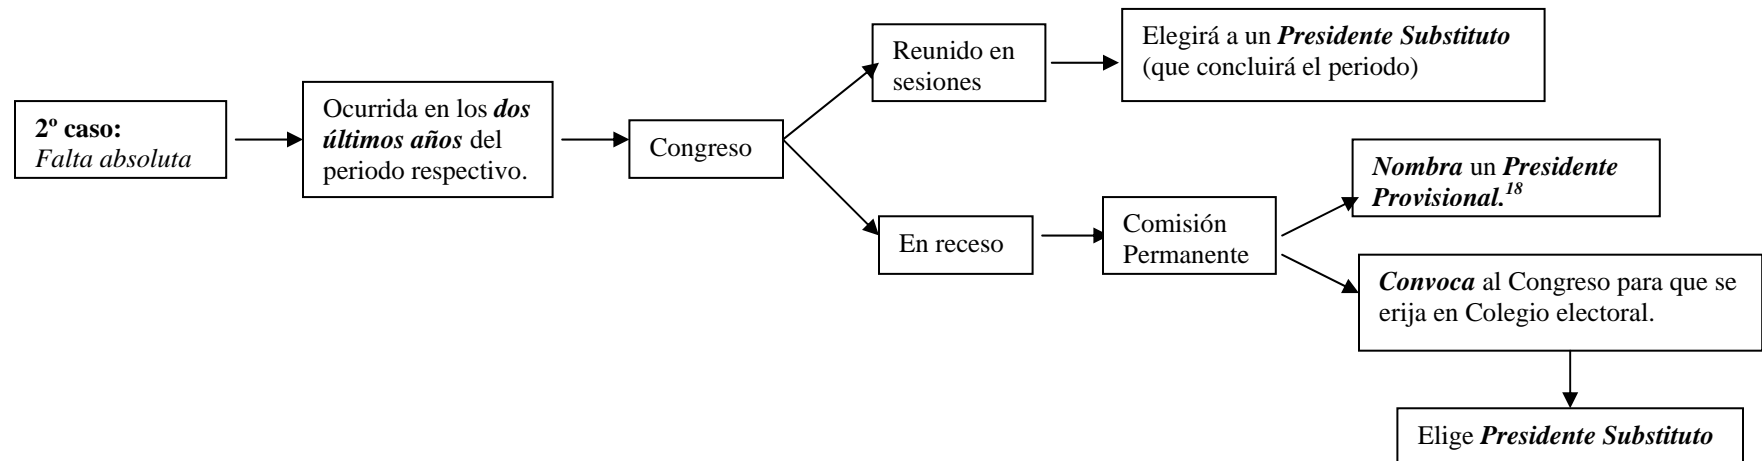 2º caso:
Falta absoluta
Ocurrida en los dos
últimos años del
periodo respectivo.
Congreso
Reunido en
sesiones
Elegirá a un Presidente Substituto
(que concluirá el periodo)
En receso
Comisión
Permanente
Nombra un Presidente
Provisional.18
Convoca al Congreso para que se
erija en Colegio electoral.
Elige Presidente Substituto